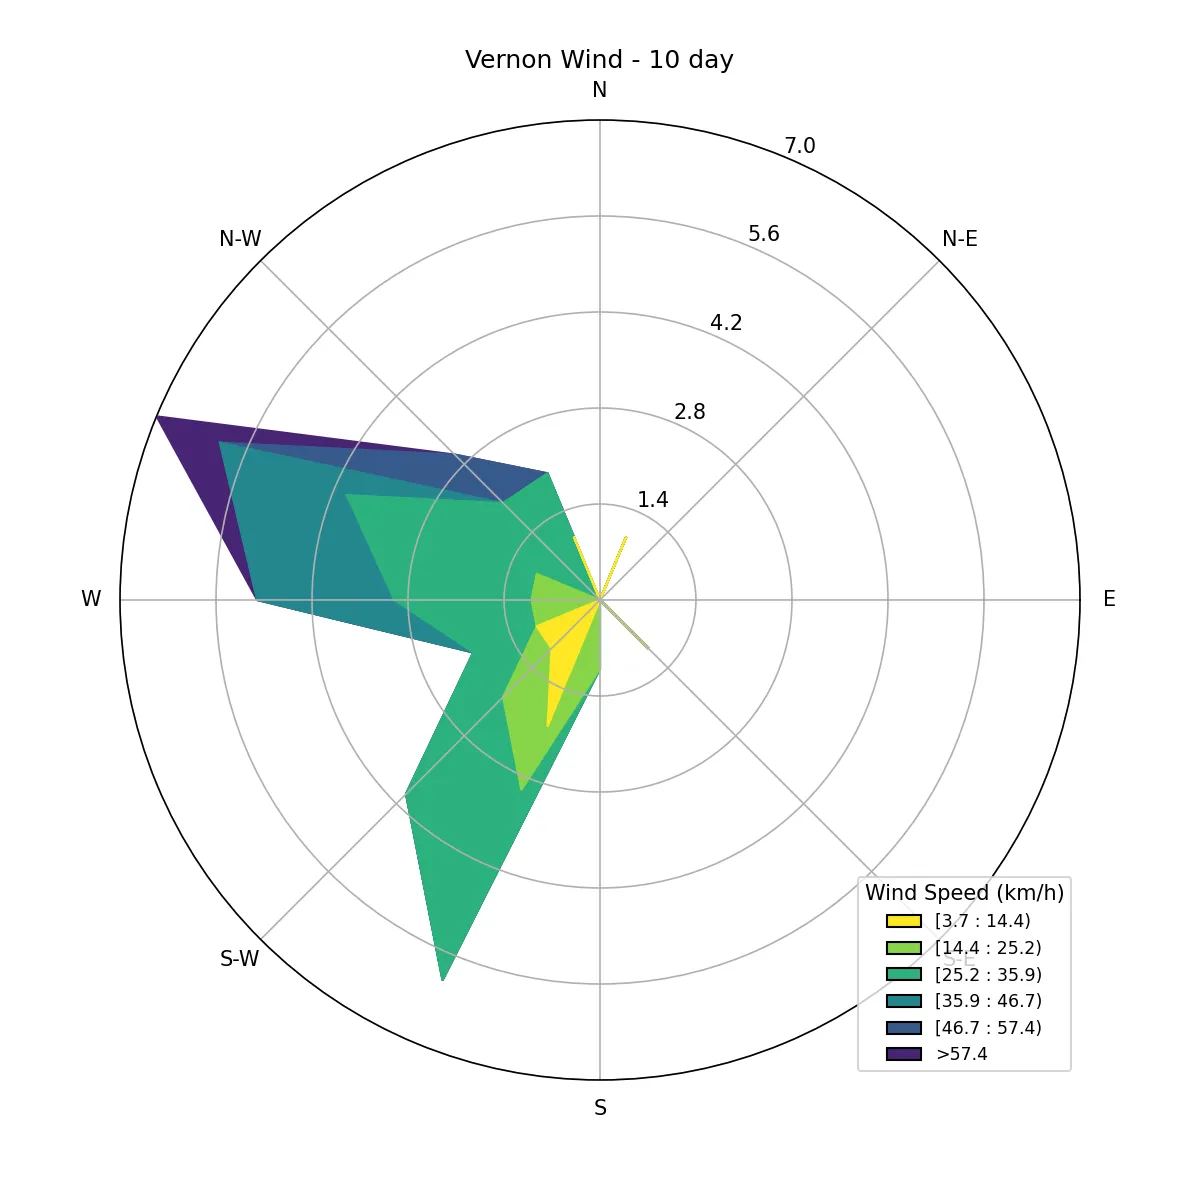 Vernon Wind - 10 day
N
7.0
N-W
5.6
N-E
4.2
2.8
1.4
W
E
Wind Speed (km/h)
[3.7 : 14.4)
[14.4 : 25.2)
S-W
S-E
[25.2 : 35.9)
[35.9 : 46.7)
[46.7 : 57.4)
>57.4
S